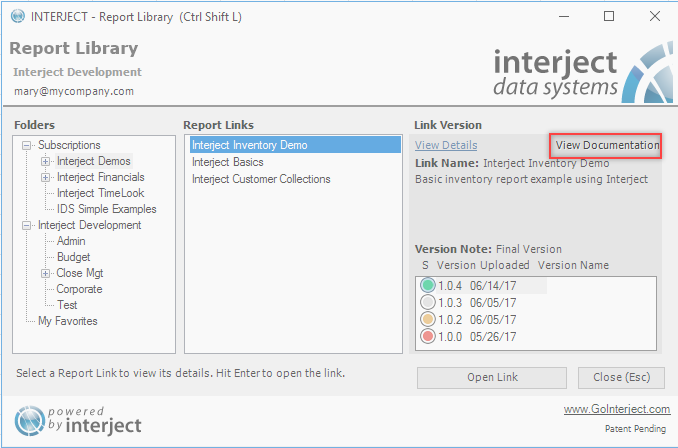 INTERJECT - Report Library (Ctrl Shift L)
Report Library
Interject Development
mary@mycompany.com
interject
data systems
Folders
Subscriptions
Interject Demos
Interject Financials
Interject TimeLook
IDS Simple Examples
Interject Development
Admin
Budget
Close Mgt
Corporate
Test
My Favorites
Report Links
Interject Inventory Demo
Interject Basics
Interject Customer Collections
Link Version
View Details View Documentation
Link Name: Interject Inventory Demo
Basic inventory report example using Interject
Version Note: Final Version
S Version Uploaded Version Name
1.0.4 06/14/17
1.0.3 06/05/17
1.0.2 06/05/17
1.0.0 05/26/17
Select a Report Link to view its details. Hit Enter to open the link.
Open Link
Close (Esc)
powered
by interject
www.GoInterject.com
Patent Pending